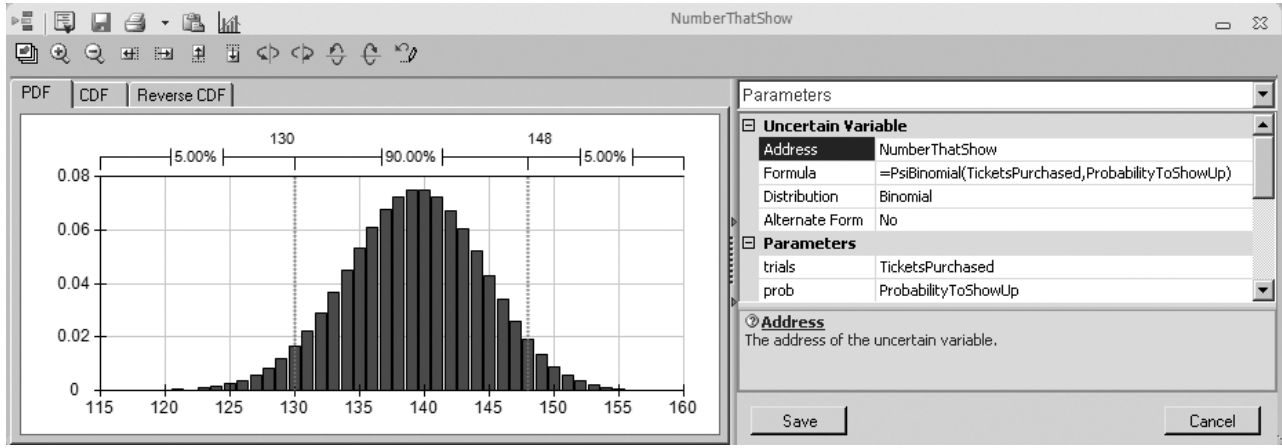 NumberThatShow
PDF CDF Reverse CDF
130 148
5.00% 90.00% 5.00%
0.08
0.06
0.04
0.02
0
115 120 125 130 135 140 145 150 155 160
Parameters
Uncertain Variable
Address NumberThatShow
Formula =PsiBinomial(TicketsPurchased,ProbabilityToShowUp)
Distribution Binomial
Alternate Form No
Parameters
trials TicketsPurchased
prob ProbabilityToShowUp
Address
The address of the uncertain variable.
Save Cancel